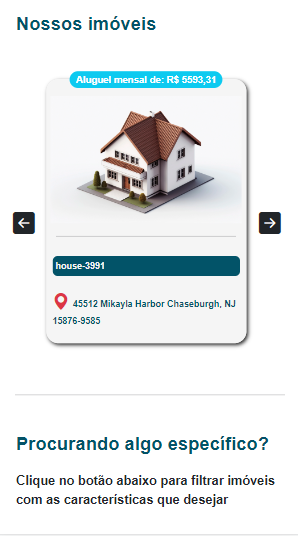 Nossos imóveis
Aluguel mensal de: R$ 5593,31
house-3991
45512 Mikayla Harbor Chaseburgh, NJ
15876-9585
Procurando algo específico?
Clique no botão abaixo para filtrar imóveis
com as caracteristicas que desejar